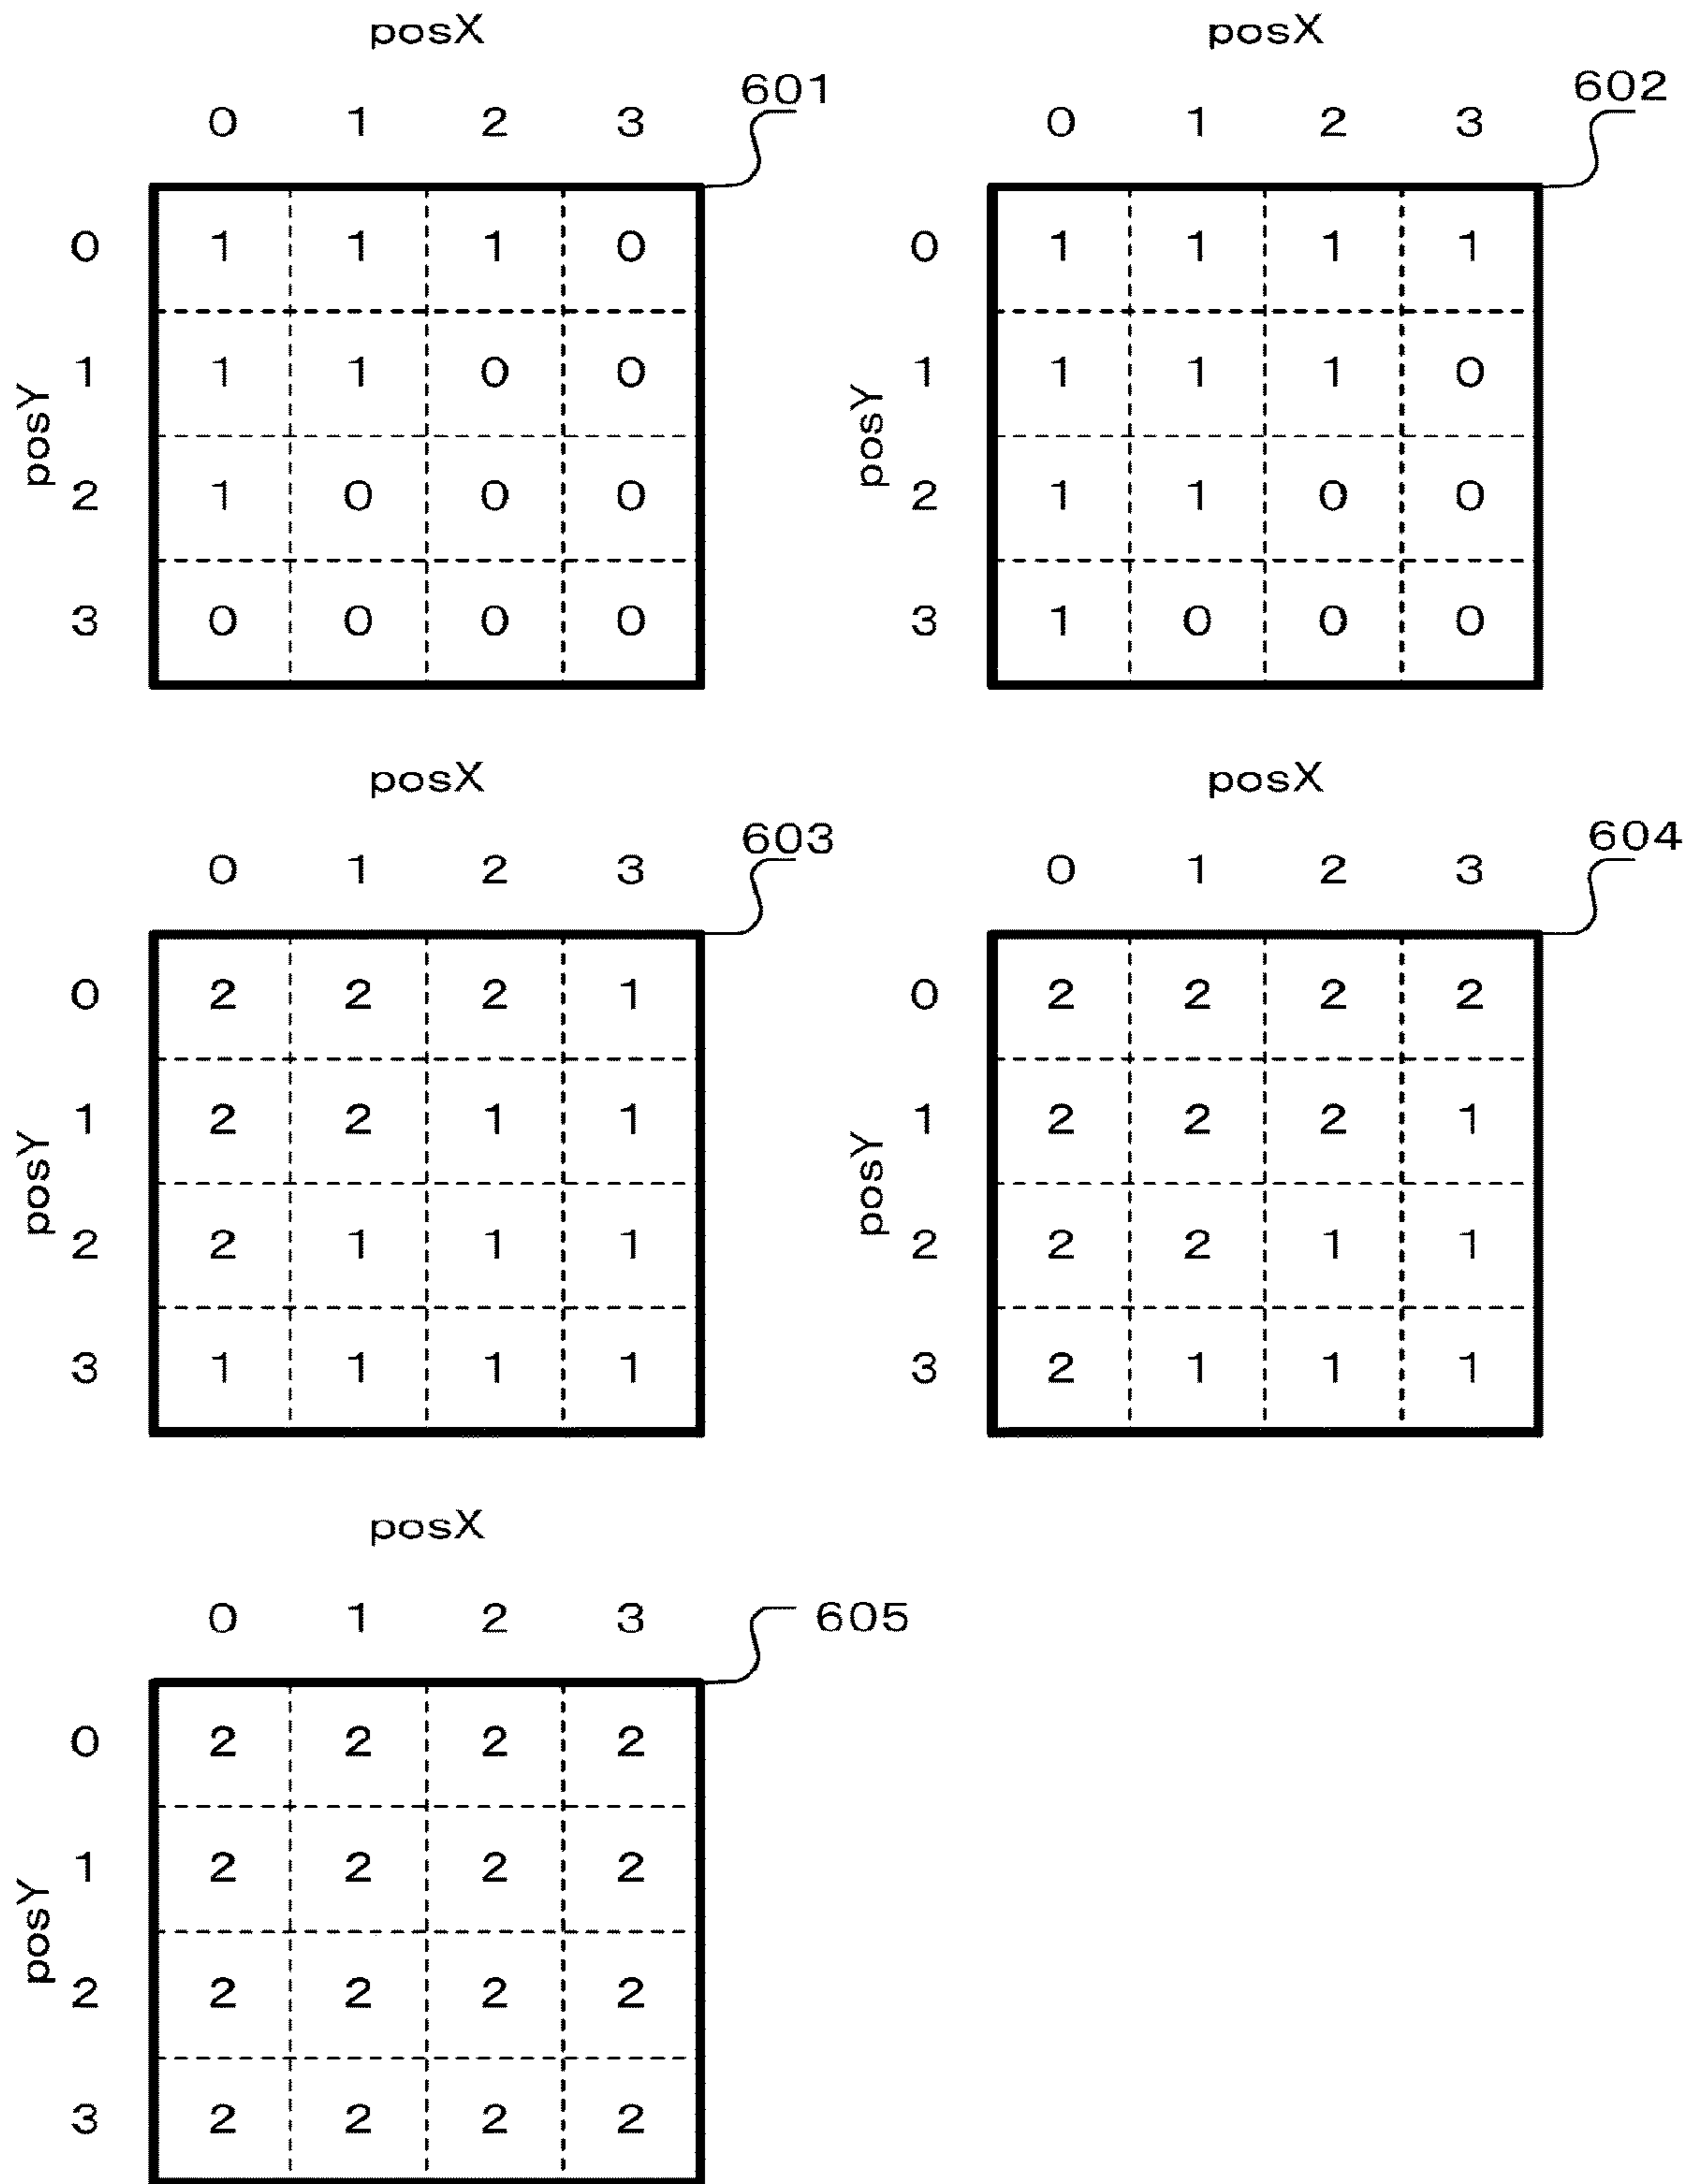 posX
601
0 1 2 3
posY
0 1 1 1 0
1 1 1 0 0
2 1 0 0 0
3 0 0 0 0
posX
602
0 1 2 3
posY
0 1 1 1 1
1 1 1 1 0
2 1 1 0 0
3 1 0 0 0
posX
603
0 1 2 3
posY
0 2 2 2 1
1 2 2 1 1
2 2 1 1 1
3 1 1 1 1
posX
604
0 1 2 3
posY
0 2 2 2 2
1 2 2 2 1
2 2 2 1 1
3 2 1 1 1
posX
605
0 1 2 3
posY
0 2 2 2 2
1 2 2 2 2
2 2 2 2 2
3 2 2 2 2